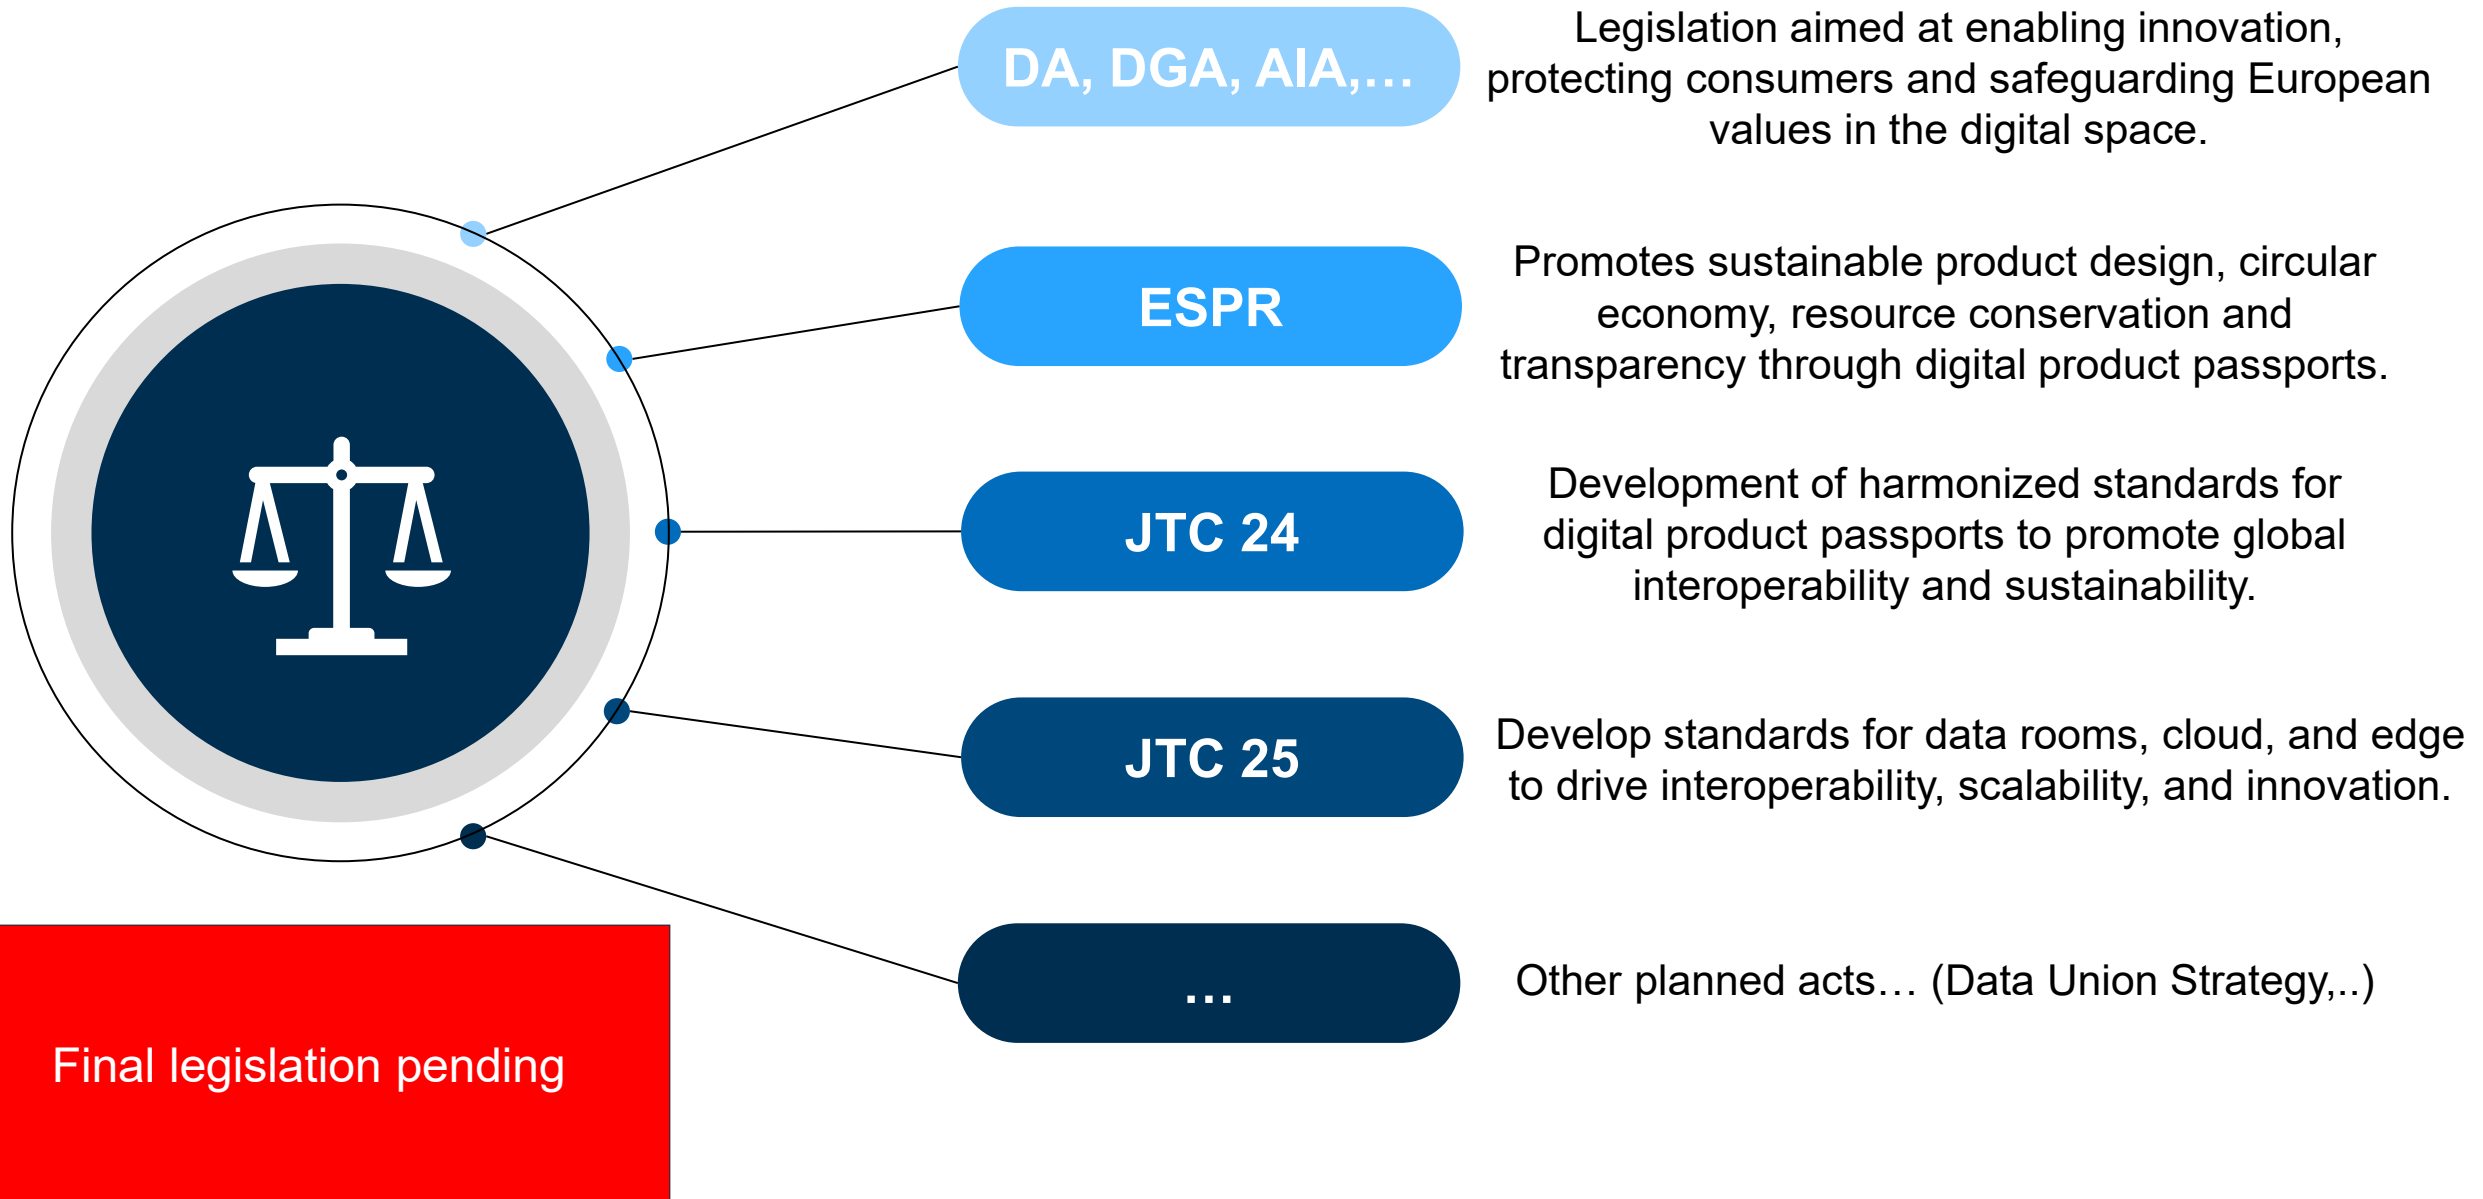 DA, DGA, AIA,...
Legislation aimed at enabling innovation,
protecting consumers and safeguarding European
values in the digital space.
ESPR
Promotes sustainable product design, circular
economy, resource conservation and
transparency through digital product passports.
JTC 24
Development of harmonized standards for
digital product passports to promote global
interoperability and sustainability.
JTC 25
Develop standards for data rooms, cloud, and edge
to drive interoperability, scalability, and innovation.
...
Other planned acts… (Data Union Strategy,..)
Final legislation pending